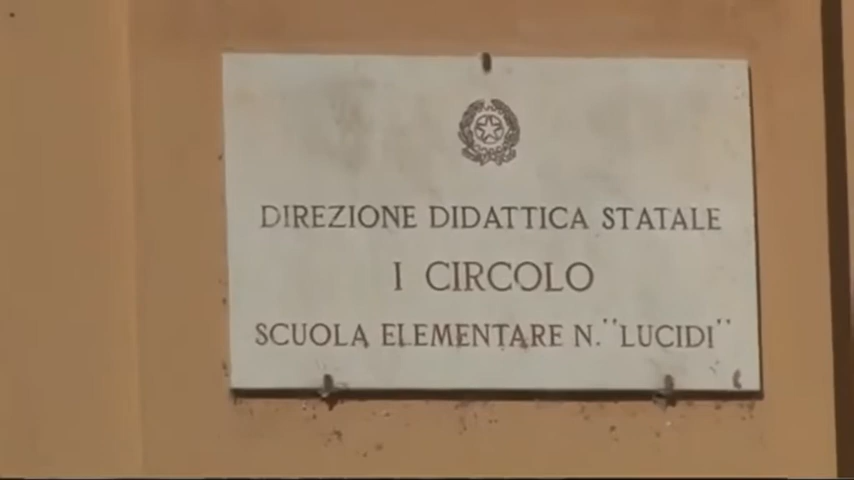 DIREZIONE DIDATTICA STATALE
I CIRCOLO
SCUOLA ELEMENTARE N. "LUCIDI"